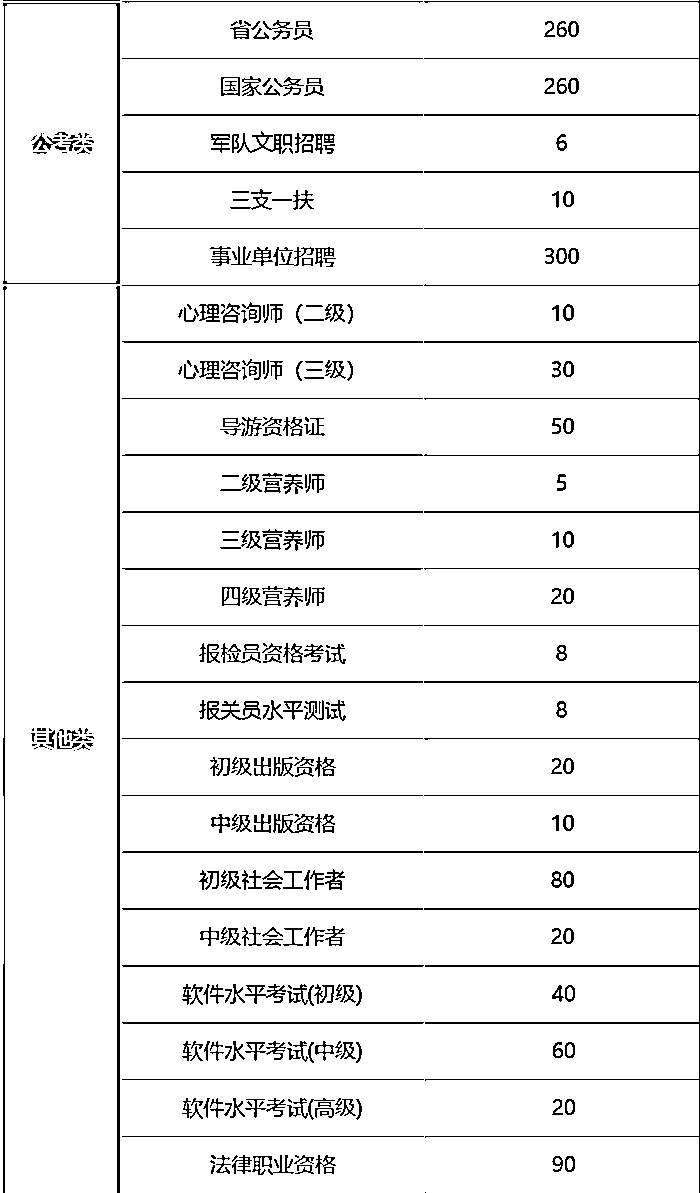 公考类
省公务员 260
国家公务员 260
军队文职招聘 6
三支一扶 10
事业单位招聘 300
其他类
心理咨询师（二级） 10
心理咨询师（三级） 30
导游资格证 50
二级营养师 5
三级营养师 10
四级营养师 20
报检员资格考试 8
报关员水平测试 8
初级出版资格 20
中级出版资格 10
初级社会工作者 80
中级社会工作者 20
软件水平考试(初级) 40
软件水平考试(中级) 60
软件水平考试(高级) 20
法律职业资格 90